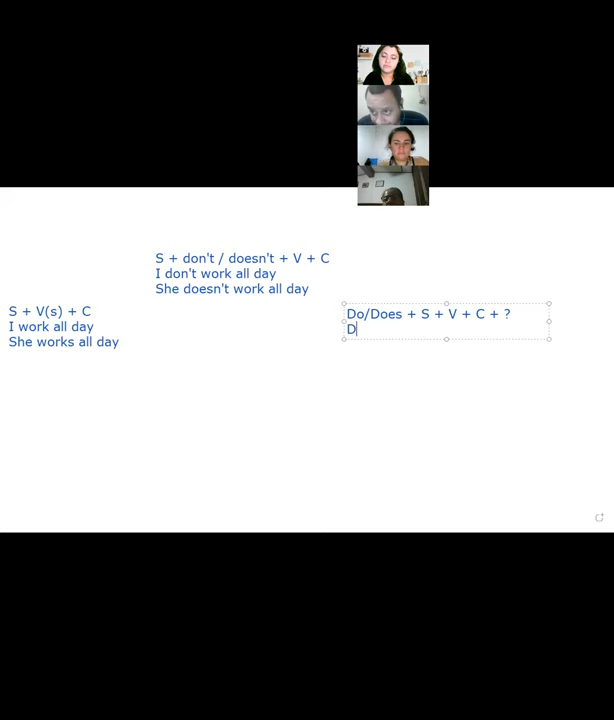 S + don't / doesn't + V + C
I don't work all day
She doesn't work all day
S + V(s) + C
I work all day
She works all day
Do/Does + S + V + C + ?
D